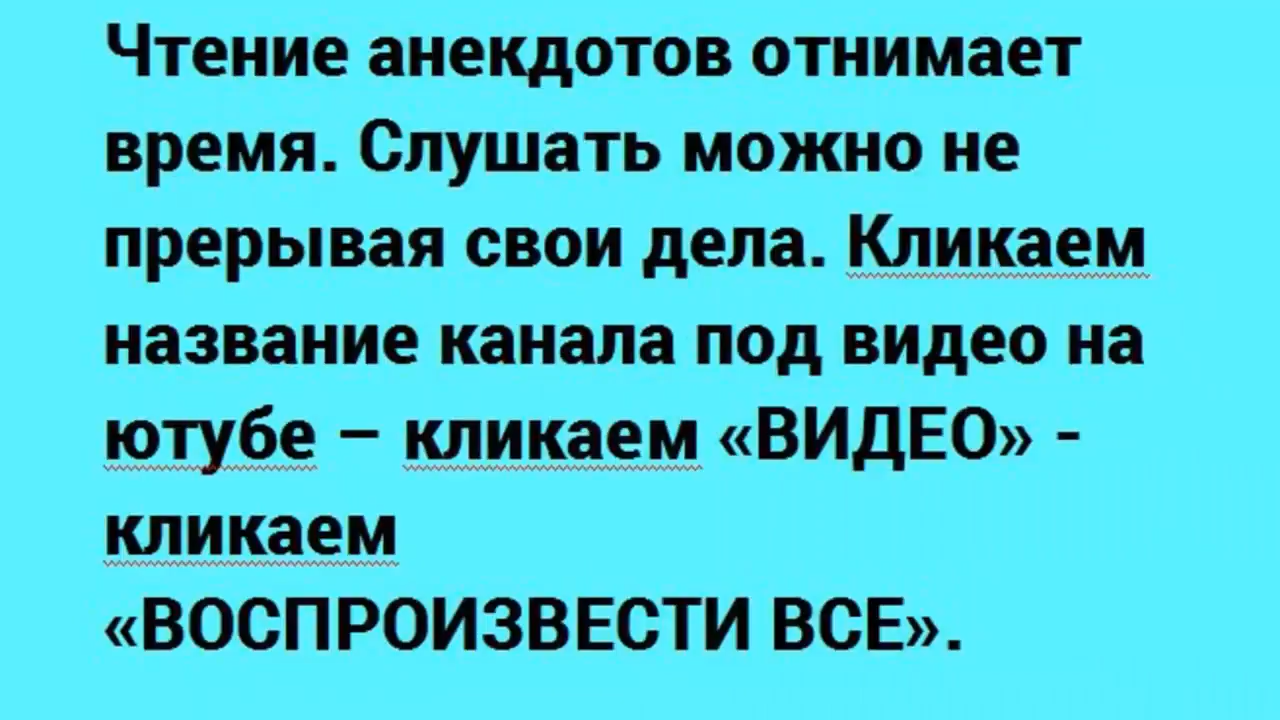 Чтение анекдотов отнимает
время. Слушать можно не
прерывая свои дела. Кликаем
название канала под видео на
ютубе – кликаем «ВИДЕО» -
кликаем
«ВОСПРОИЗВЕСТИ ВСЕ».